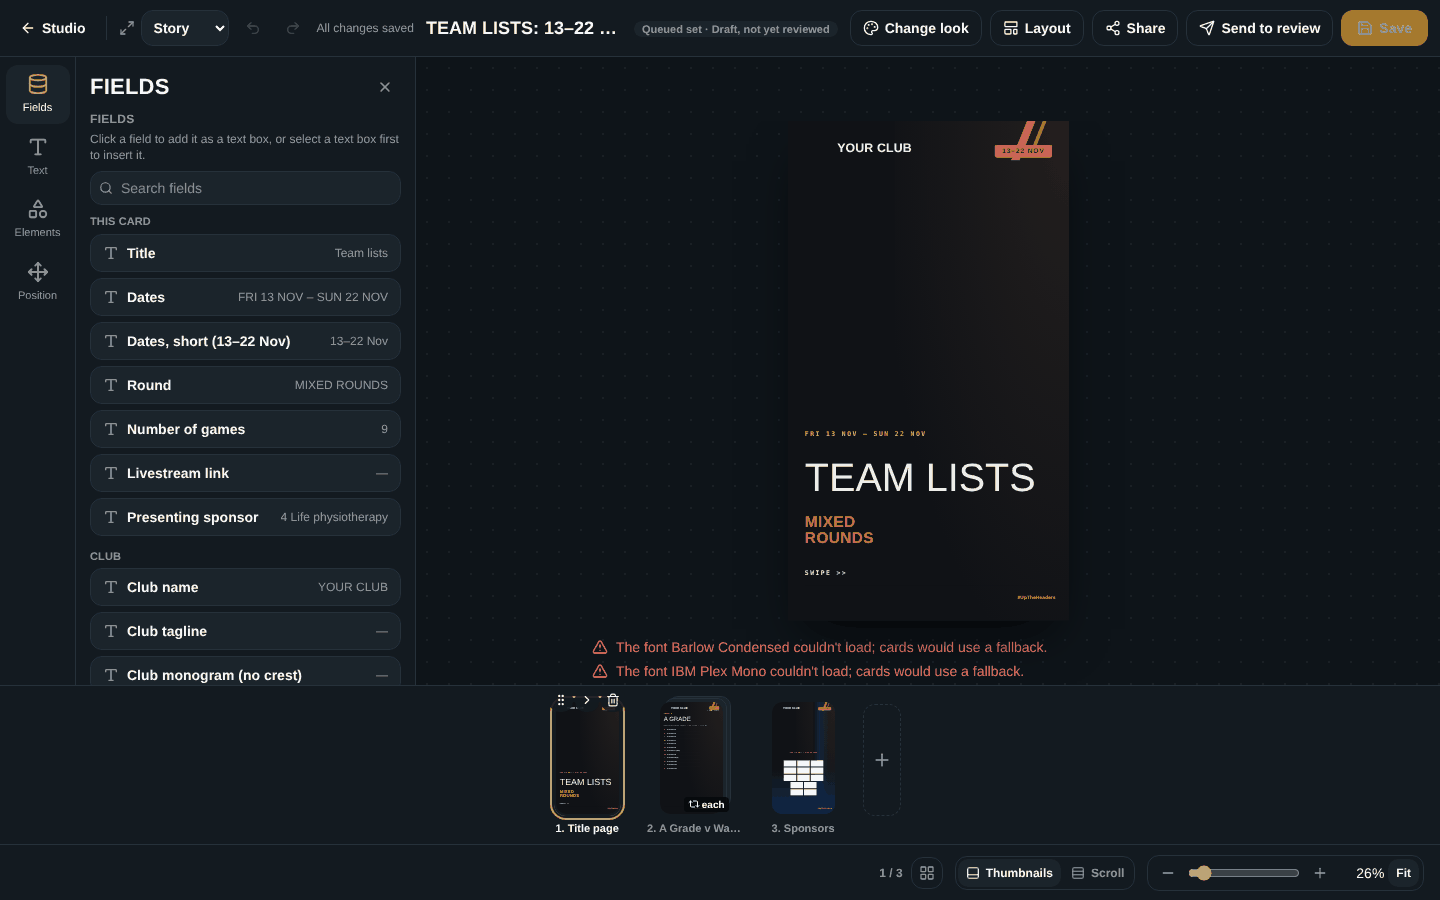 Studio
Story
All changes saved
TEAM LISTS: 13–22 ...
Queued set · Draft, not yet reviewed
Change look
Layout
Share
Send to review
Save
Fields
Text
Elements
Position
FIELDS
FIELDS
Click a field to add it as a text box, or select a text box first
to insert it.
Search fields
THIS CARD
Title
Team lists
Dates
FRI 13 NOV – SUN 22 NOV
Dates, short (13–22 Nov)
13–22 Nov
Round
MIXED ROUNDS
Number of games
9
Livestream link
—
Presenting sponsor
4 Life physiotherapy
CLUB
Club name
YOUR CLUB
Club tagline
—
Club monogram (no crest)
—
YOUR CLUB
13–22 NOV
FRI 13 NOV – SUN 22 NOV
TEAM LISTS
MIXED
ROUNDS
SWIPE >>
#UpTheHeaders
The font Barlow Condensed couldn't load; cards would use a fallback.
The font IBM Plex Mono couldn't load; cards would use a fallback.
TEAM LISTS
MIXED
ROUNDS
1. Title page
A GRADE
each
2. A Grade v Wa...
3. Sponsors
1 / 3
Thumbnails
Scroll
26%
Fit